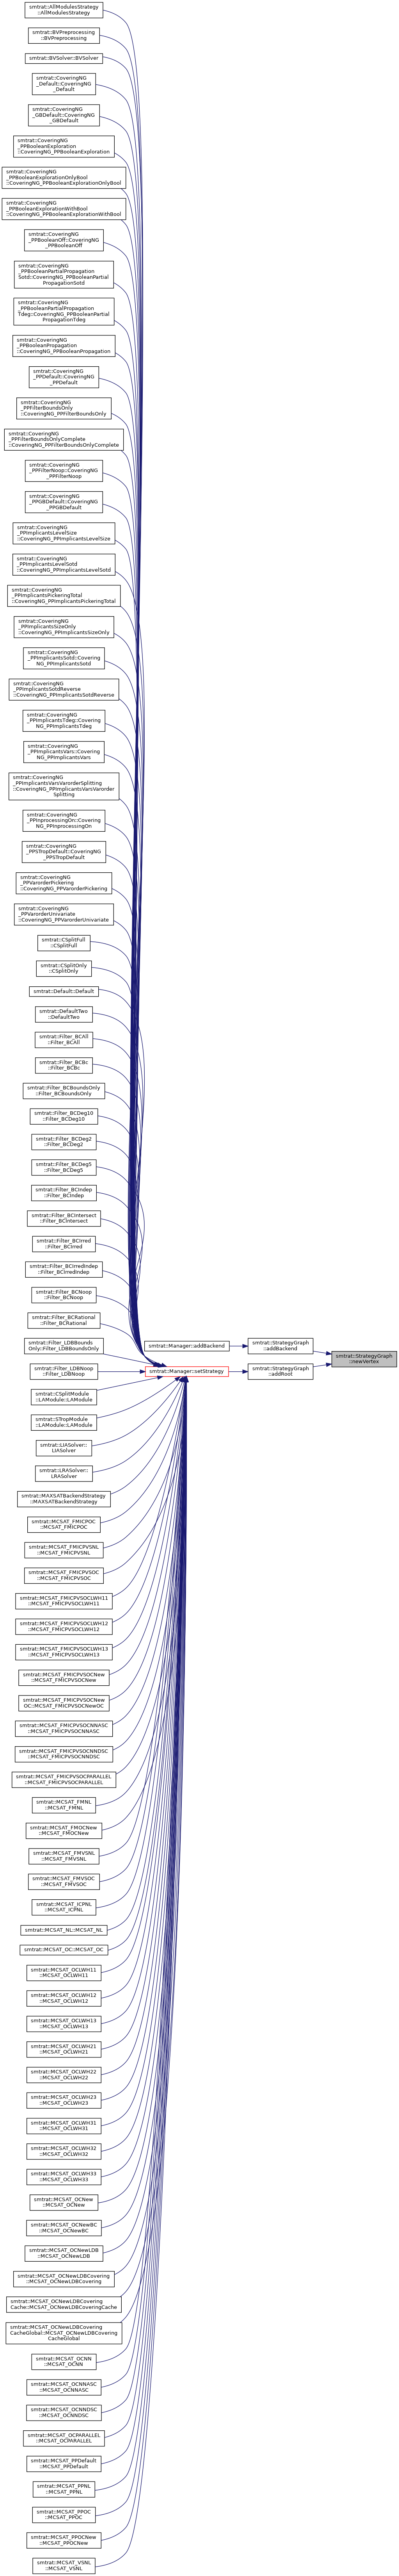 smtrat::AllModulesStrategy
::AllModulesStrategy
smtrat::BVPreprocessing
::BVPreprocessing
smtrat::BVSolver::BVSolver
smtrat::CoveringNG
_Default::CoveringNG
_Default
smtrat::CoveringNG
_GBDefault::CoveringNG
_GBDefault
smtrat::CoveringNG
_PPBooleanExploration
::CoveringNG_PPBooleanExploration
smtrat::CoveringNG
_PPBooleanExplorationOnlyBool
::CoveringNG_PPBooleanExplorationOnlyBool
smtrat::CoveringNG
_PPBooleanExplorationWithBool
::CoveringNG_PPBooleanExplorationWithBool
smtrat::CoveringNG
_PPBooleanOff::CoveringNG
_PPBooleanOff
smtrat::CoveringNG
_PPBooleanPartialPropagation
Sotd::CoveringNG_PPBooleanPartial
PropagationSotd
smtrat::CoveringNG
_PPBooleanPartialPropagation
Tdeg::CoveringNG_PPBooleanPartial
PropagationTdeg
smtrat::CoveringNG
_PPBooleanPropagation
::CoveringNG_PPBooleanPropagation
smtrat::CoveringNG
_PPDefault::CoveringNG
_PPDefault
smtrat::CoveringNG
_PPFilterBoundsOnly
::CoveringNG_PPFilterBoundsOnly
smtrat::CoveringNG
_PPFilterBoundsOnlyComplete
::CoveringNG_PPFilterBoundsOnlyComplete
smtrat::CoveringNG
_PPFilterNoop::CoveringNG
_PPFilterNoop
smtrat::CoveringNG
_PPGBDefault::CoveringNG
_PPGBDefault
smtrat::CoveringNG
_PPImplicantsLevelSize
::CoveringNG_PPImplicantsLevelSize
smtrat::CoveringNG
_PPImplicantsLevelSotd
::CoveringNG_PPImplicantsLevelSotd
smtrat::CoveringNG
_PPImplicantsPickeringTotal
::CoveringNG_PPImplicantsPickeringTotal
smtrat::CoveringNG
_PPImplicantsSizeOnly
::CoveringNG_PPImplicantsSizeOnly
smtrat::CoveringNG
_PPImplicantsSotd::Covering
NG_PPImplicantsSotd
smtrat::CoveringNG
_PPImplicantsSotdReverse
::CoveringNG_PPImplicantsSotdReverse
smtrat::CoveringNG
_PPImplicantsTdeg::Covering
NG_PPImplicantsTdeg
smtrat::CoveringNG
_PPImplicantsVars::Covering
NG_PPImplicantsVars
smtrat::CoveringNG
_PPImplicantsVarsVarorderSplitting
::CoveringNG_PPImplicantsVarsVarorder
Splitting
smtrat::CoveringNG
_PPInprocessingOn::Covering
NG_PPInprocessingOn
smtrat::CoveringNG
_PPSTropDefault::CoveringNG
_PPSTropDefault
smtrat::CoveringNG
_PPVarorderPickering
::CoveringNG_PPVarorderPickering
smtrat::CoveringNG
_PPVarorderUnivariate
::CoveringNG_PPVarorderUnivariate
smtrat::CSplitFull
::CSplitFull
smtrat::CSplitOnly
::CSplitOnly
smtrat::Default::Default
smtrat::DefaultTwo
::DefaultTwo
smtrat::Filter_BCAll
::Filter_BCAll
smtrat::Filter_BCBc
::Filter_BCBc
smtrat::Filter_BCBoundsOnly
::Filter_BCBoundsOnly
smtrat::Filter_BCDeg10
::Filter_BCDeg10
smtrat::Filter_BCDeg2
::Filter_BCDeg2
smtrat::Filter_BCDeg5
::Filter_BCDeg5
smtrat::Filter_BCIndep
::Filter_BCIndep
smtrat::Filter_BCIntersect
::Filter_BCIntersect
smtrat::Filter_BCIrred
::Filter_BCIrred
smtrat::Filter_BCIrredIndep
::Filter_BCIrredIndep
smtrat::Filter_BCNoop
::Filter_BCNoop
smtrat::Filter_BCRational
::Filter_BCRational
smtrat::Filter_LDBBounds
Only::Filter_LDBBoundsOnly
smtrat::Filter_LDBNoop
::Filter_LDBNoop
smtrat::CSplitModule
::LAModule::LAModule
smtrat::STropModule
::LAModule::LAModule
smtrat::LIASolver::
LIASolver
smtrat::LRASolver::
LRASolver
smtrat::MAXSATBackendStrategy
::MAXSATBackendStrategy
smtrat::MCSAT_FMICPOC
::MCSAT_FMICPOC
smtrat::MCSAT_FMICPVSNL
::MCSAT_FMICPVSNL
smtrat::MCSAT_FMICPVSOC
::MCSAT_FMICPVSOC
smtrat::MCSAT_FMICPVSOCLWH11
::MCSAT_FMICPVSOCLWH11
smtrat::MCSAT_FMICPVSOCLWH12
::MCSAT_FMICPVSOCLWH12
smtrat::MCSAT_FMICPVSOCLWH13
::MCSAT_FMICPVSOCLWH13
smtrat::MCSAT_FMICPVSOCNew
::MCSAT_FMICPVSOCNew
smtrat::MCSAT_FMICPVSOCNew
OC::MCSAT_FMICPVSOCNewOC
smtrat::MCSAT_FMICPVSOCNNASC
::MCSAT_FMICPVSOCNNASC
smtrat::MCSAT_FMICPVSOCNNDSC
::MCSAT_FMICPVSOCNNDSC
smtrat::MCSAT_FMICPVSOCPARALLEL
::MCSAT_FMICPVSOCPARALLEL
smtrat::MCSAT_FMNL
::MCSAT_FMNL
smtrat::MCSAT_FMOCNew
::MCSAT_FMOCNew
smtrat::MCSAT_FMVSNL
::MCSAT_FMVSNL
smtrat::MCSAT_FMVSOC
::MCSAT_FMVSOC
smtrat::MCSAT_ICPNL
::MCSAT_ICPNL
smtrat::MCSAT_NL::MCSAT_NL
smtrat::MCSAT_OC::MCSAT_OC
smtrat::MCSAT_OCLWH11
::MCSAT_OCLWH11
smtrat::MCSAT_OCLWH12
::MCSAT_OCLWH12
smtrat::MCSAT_OCLWH13
::MCSAT_OCLWH13
smtrat::MCSAT_OCLWH21
::MCSAT_OCLWH21
smtrat::MCSAT_OCLWH22
::MCSAT_OCLWH22
smtrat::MCSAT_OCLWH23
::MCSAT_OCLWH23
smtrat::MCSAT_OCLWH31
::MCSAT_OCLWH31
smtrat::MCSAT_OCLWH32
::MCSAT_OCLWH32
smtrat::MCSAT_OCLWH33
::MCSAT_OCLWH33
smtrat::MCSAT_OCNew
::MCSAT_OCNew
smtrat::MCSAT_OCNewBC
::MCSAT_OCNewBC
smtrat::MCSAT_OCNewLDB
::MCSAT_OCNewLDB
smtrat::MCSAT_OCNewLDBCovering
::MCSAT_OCNewLDBCovering
smtrat::MCSAT_OCNewLDBCovering
Cache::MCSAT_OCNewLDBCoveringCache
smtrat::MCSAT_OCNewLDBCovering
CacheGlobal::MCSAT_OCNewLDBCovering
CacheGlobal
smtrat::MCSAT_OCNN
::MCSAT_OCNN
smtrat::MCSAT_OCNNASC
::MCSAT_OCNNASC
smtrat::MCSAT_OCNNDSC
::MCSAT_OCNNDSC
smtrat::MCSAT_OCPARALLEL
::MCSAT_OCPARALLEL
smtrat::MCSAT_PPDefault
::MCSAT_PPDefault
smtrat::MCSAT_PPNL
::MCSAT_PPNL
smtrat::MCSAT_PPOC
::MCSAT_PPOC
smtrat::MCSAT_PPOCNew
::MCSAT_PPOCNew
smtrat::MCSAT_VSNL
::MCSAT_VSNL
smtrat::Manager::addBackend
smtrat::Manager::setStrategy
smtrat::StrategyGraph
::addBackend
smtrat::StrategyGraph
::addRoot
smtrat::StrategyGraph
::newVertex